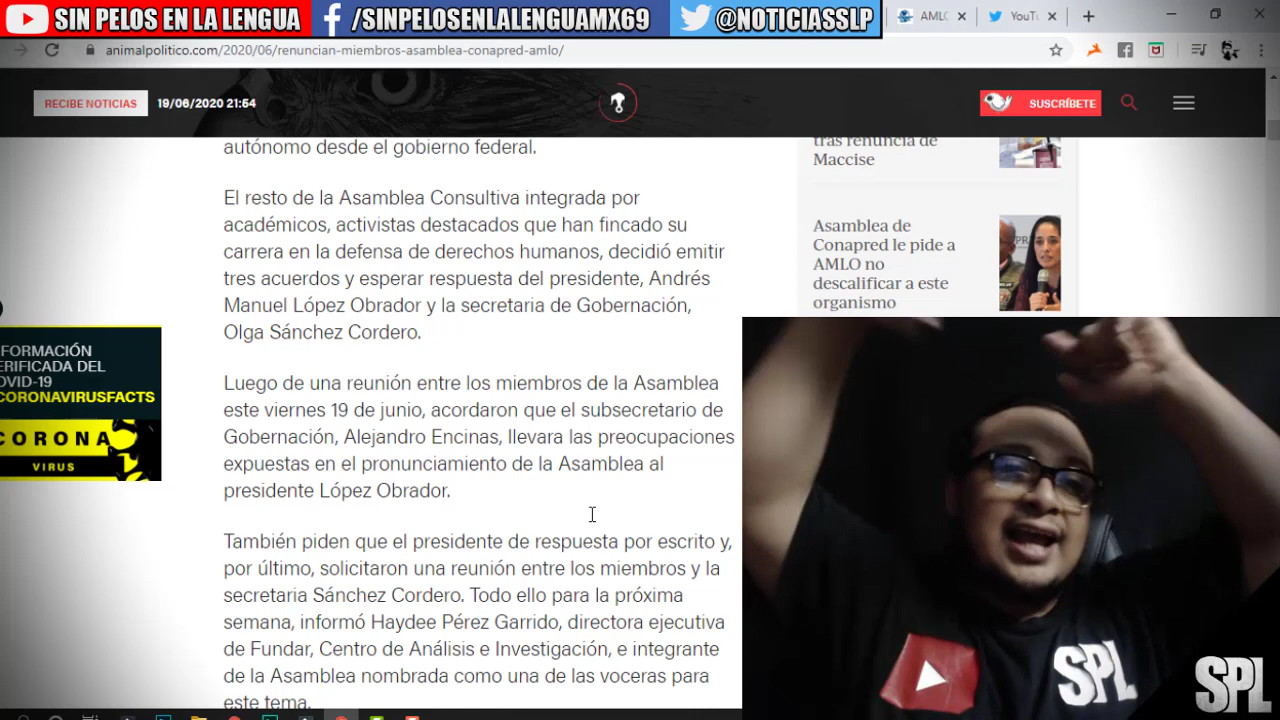 SIN PELOS EN LA LENGUA
/SINPELOSENLALENGUAMX69
@NOTICIASSLP
AMLO
YouTu
animalpolitico.com/2020/06/renuncian-miembros-asamblea-conapred-amlo/
RECIBE NOTICIAS
19/06/2020 21:54
SUSCRÍBETE
autónomo desde el gobierno federal.
El resto de la Asamblea Consultiva integrada por
académicos, activistas destacados que han fincado su
carrera en la defensa de derechos humanos, decidió emitir
tres acuerdos y esperar respuesta del presidente, Andrés
Manuel López Obrador y la secretaria de Gobernación,
Olga Sánchez Cordero.
Luego de una reunión entre los miembros de la Asamblea
este viernes 19 de junio, acordaron que el subsecretario de
Gobernación, Alejandro Encinas, llevara las preocupaciones
expuestas en el pronunciamiento de la Asamblea al
presidente López Obrador.
También piden que el presidente de respuesta por escrito y,
por último, solicitaron una reunión entre los miembros y la
secretaria Sánchez Cordero. Todo ello para la próxima
semana, informó Haydee Pérez Garrido, directora ejecutiva
de Fundar, Centro de Análisis e Investigación, e integrante
de la Asamblea nombrada como una de las voceras para
este tema.
tras renuncia de
Maccise
Asamblea de
Conapred le pide a
AMLO no
descalificar a este
organismo
NFORMACIÓN
ERIFICADA DEL
OVID-19
CORONAVIRUSFACTS
CORONA
VIRUS
SPL
SPL